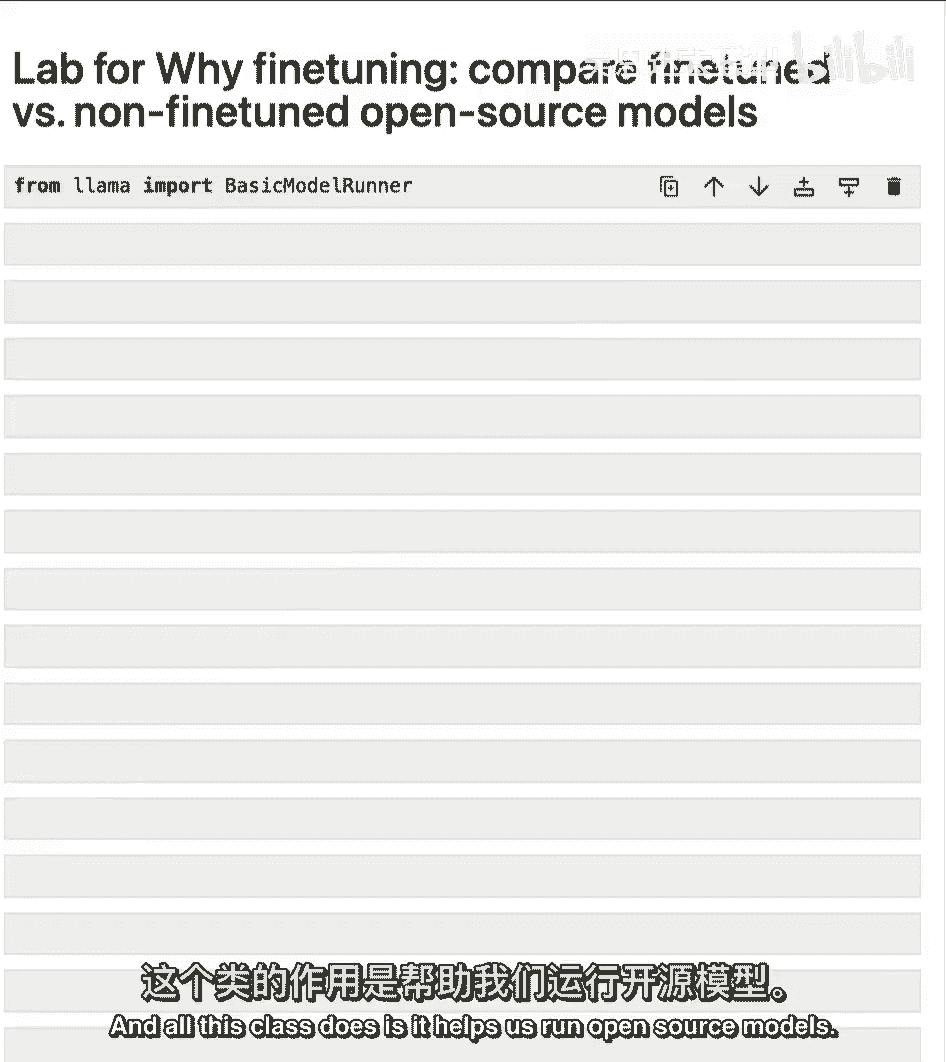 Lab for Why finetuning: compare finetuned
vs. non-finetuned open-source models
from llama import BasicModelRunner
这个类的作用是帮助我们运行开源模型。
And all this class does is it helps us run open source models.